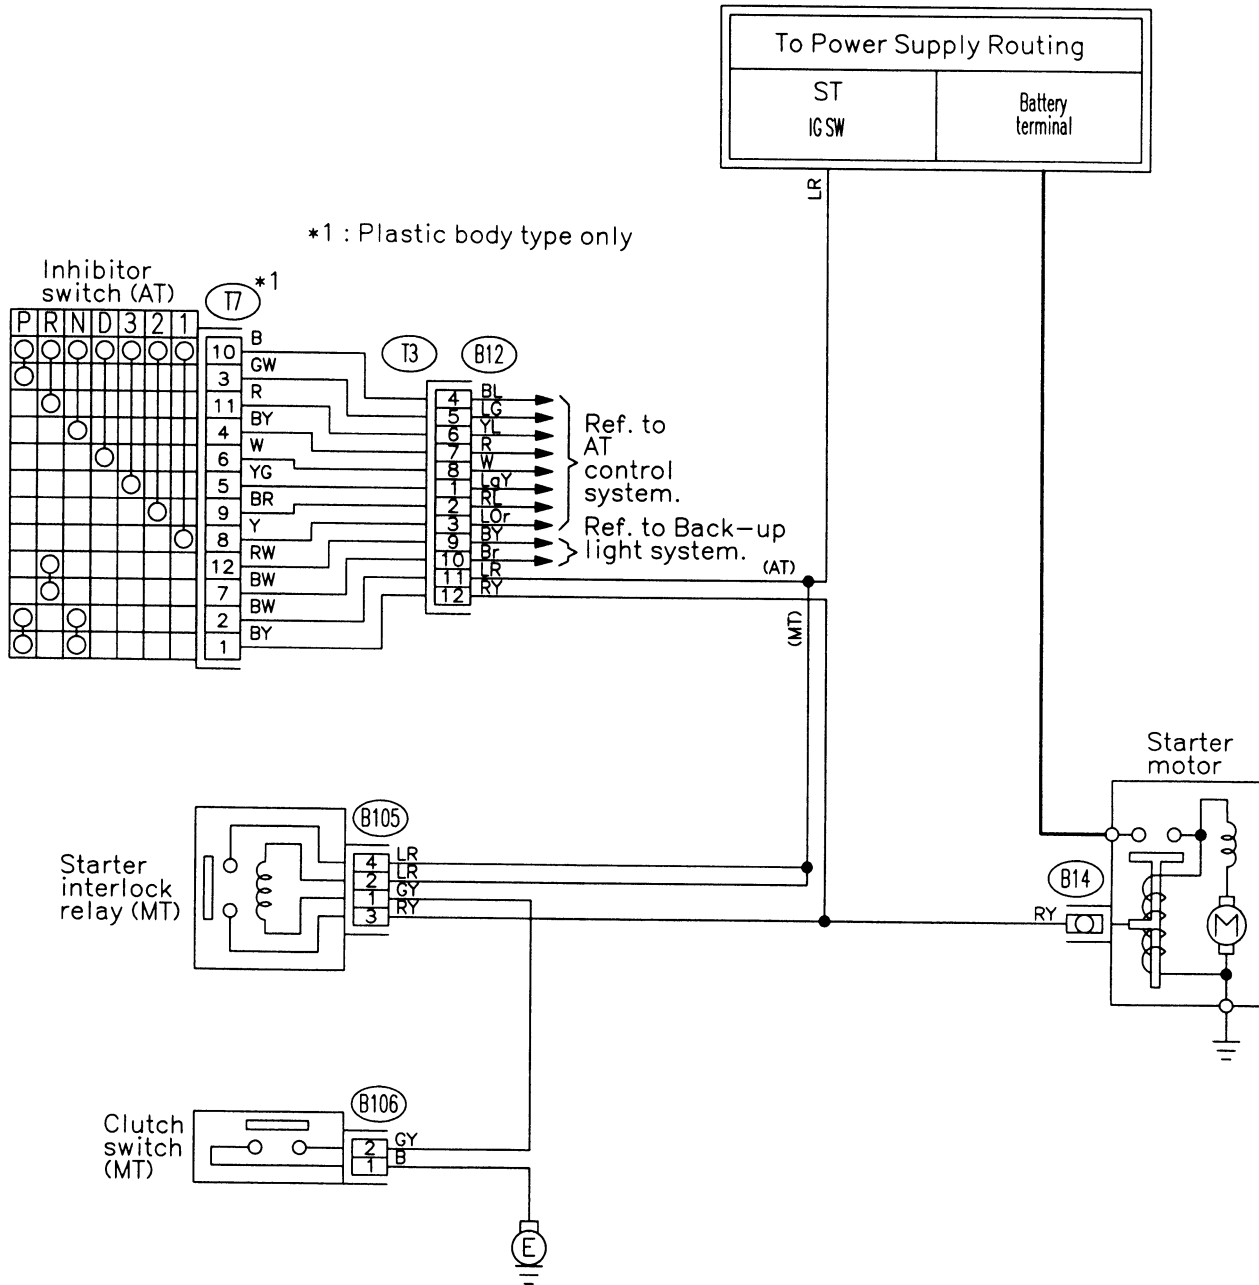 To Power Supply Routing
ST
IG SW
Battery
terminal
LR
*1 : Plastic body type only
Inhibitor
switch (AT)
T7
*1
P R N D 3 2 1
10 B
3 GW
11 R
4 BY
6 W
5 YG
9 BR
8 Y
12 RW
7 BW
2 BW
1 BY
T3
B12
4 BL
5 LG
6 YL
7 R
8 W
1 LgY
2 RL
3 LOr
9 BY
10 Br
11 LR
12 RY
Ref. to
AT
control
system.
Ref. to Back-up
light system.
(AT)
(MT)
Starter
motor
M
B14
RY
Starter
interlock
relay (MT)
B105
4 LR
2 LR
1 GY
3 RY
Clutch
switch
(MT)
B106
2 GY
1 B
E